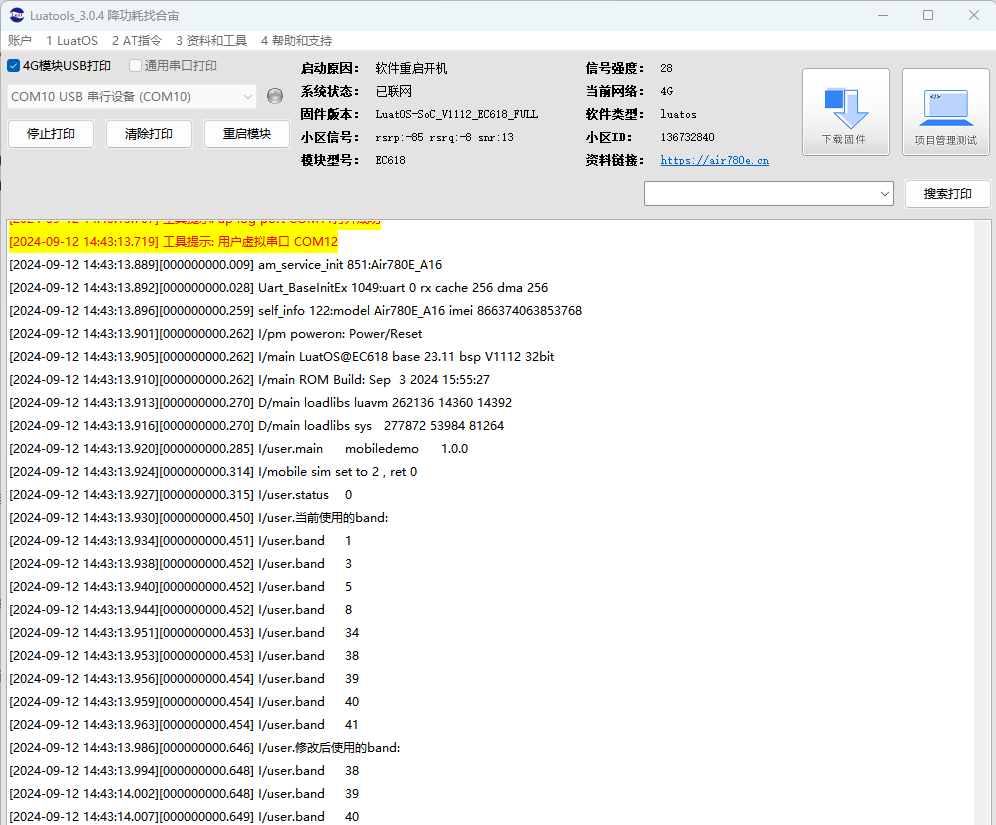 Luatools_3.0.4 降功耗找合宙
账户 1 LuatOS 2 AT指令 3 资料和工具 4 帮助和支持
4G模块USB打印 通用串口打印
COM10 USB 串行设备 (COM10)
停止打印 清除打印 重启模块
启动原因： 软件重启开机
系统状态： 已联网
固件版本： LuatOS-SoC_V1112_EC618_FULL
小区信号： rsrp:-85 rsrq:-8 snr:13
模块型号： EC618
信号强度： 28
当前网络： 4G
软件类型： luatos
小区ID： 136732840
资料链接： https://air780e.cn
下载固件
项目管理测试
搜索打印
[2024-09-12 14:43:13.719] 工具提示: 用户虚拟串口 COM12
[2024-09-12 14:43:13.889][000000000.009] am_service_init 851:Air780E_A16
[2024-09-12 14:43:13.892][000000000.028] Uart_BaseInitEx 1049:uart 0 rx cache 256 dma 256
[2024-09-12 14:43:13.896][000000000.259] self_info 122:model Air780E_A16 imei 866374063853768
[2024-09-12 14:43:13.901][000000000.262] I/pm poweron: Power/Reset
[2024-09-12 14:43:13.905][000000000.262] I/main LuatOS@EC618 base 23.11 bsp V1112 32bit
[2024-09-12 14:43:13.910][000000000.262] I/main ROM Build: Sep  3 2024 15:55:27
[2024-09-12 14:43:13.913][000000000.270] D/main loadlibs luavm 262136 14360 14392
[2024-09-12 14:43:13.916][000000000.270] D/main loadlibs sys   277872 53984 81264
[2024-09-12 14:43:13.920][000000000.285] I/user.main mobiledemo 1.0.0
[2024-09-12 14:43:13.924][000000000.314] I/mobile sim set to 2 , ret 0
[2024-09-12 14:43:13.927][000000000.315] I/user.status 0
[2024-09-12 14:43:13.930][000000000.450] I/user.当前使用的band:
[2024-09-12 14:43:13.934][000000000.451] I/user.band 1
[2024-09-12 14:43:13.938][000000000.452] I/user.band 3
[2024-09-12 14:43:13.940][000000000.452] I/user.band 5
[2024-09-12 14:43:13.944][000000000.452] I/user.band 8
[2024-09-12 14:43:13.951][000000000.453] I/user.band 34
[2024-09-12 14:43:13.953][000000000.453] I/user.band 38
[2024-09-12 14:43:13.956][000000000.454] I/user.band 39
[2024-09-12 14:43:13.959][000000000.454] I/user.band 40
[2024-09-12 14:43:13.963][000000000.454] I/user.band 41
[2024-09-12 14:43:13.986][000000000.646] I/user.修改后使用的band:
[2024-09-12 14:43:13.994][000000000.648] I/user.band 38
[2024-09-12 14:43:14.002][000000000.648] I/user.band 39
[2024-09-12 14:43:14.007][000000000.649] I/user.band 40